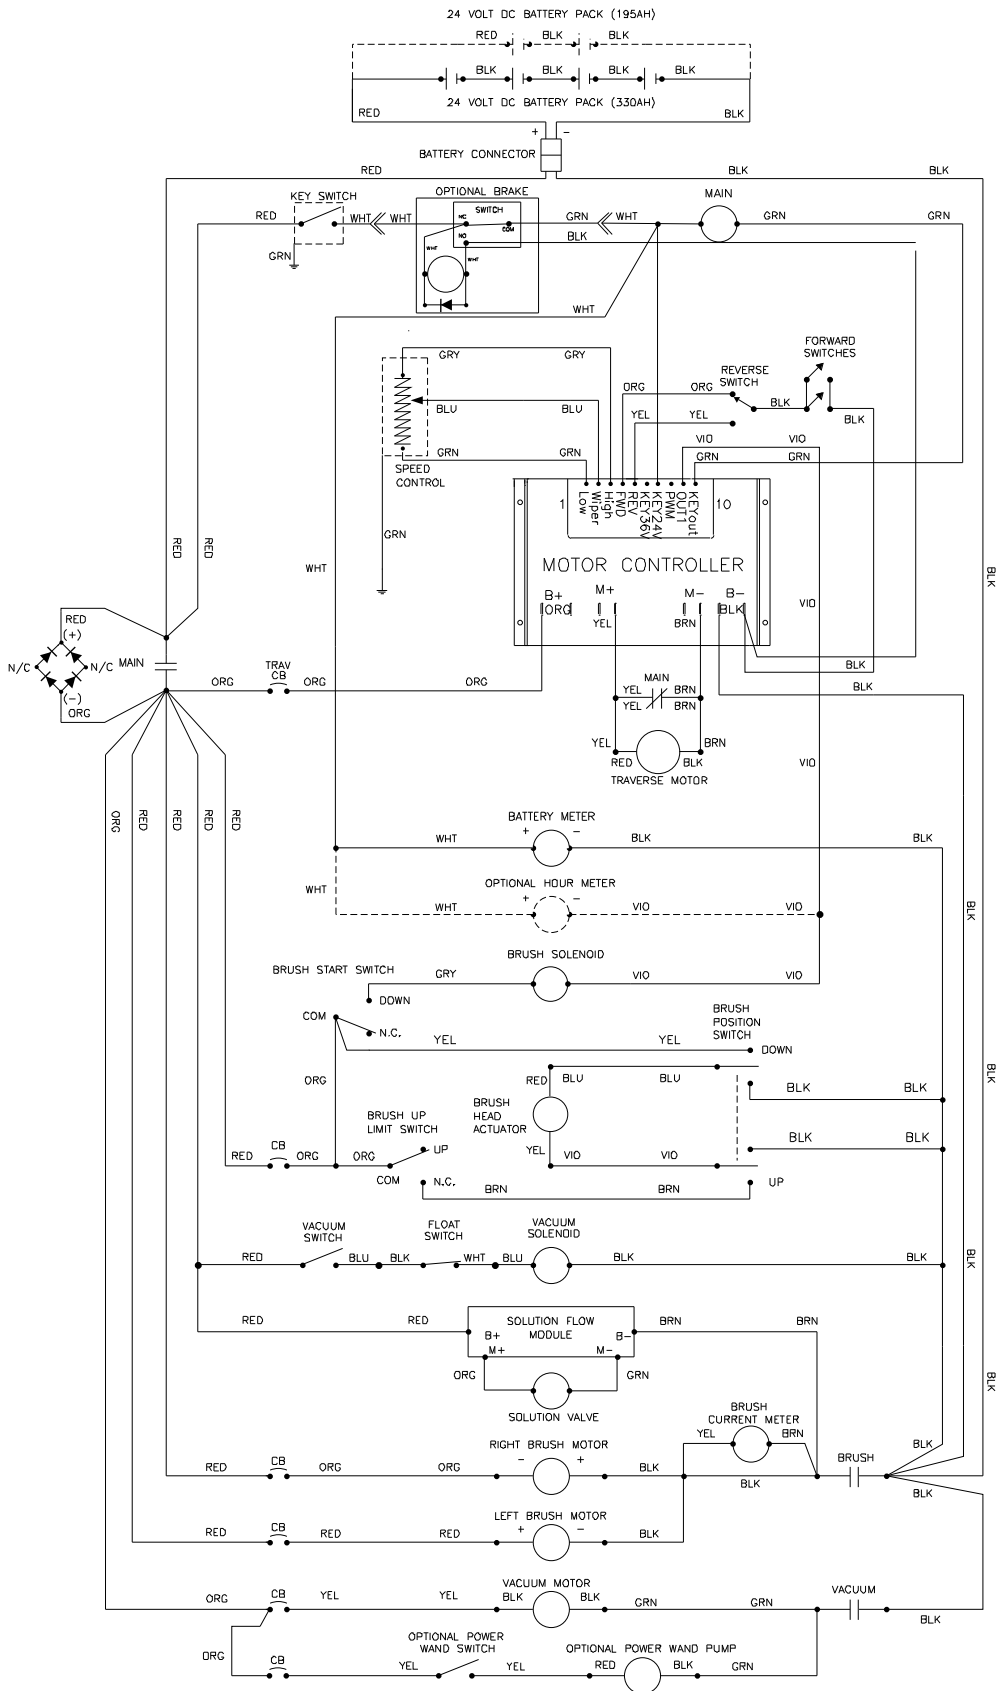 24 VOLT DC BATTERY PACK (195AH)
RED BLK BLK
BLK BLK BLK BLK
24 VOLT DC BATTERY PACK (330AH)
RED BLK
+ -
BATTERY CONNECTOR
RED BLK BLK
KEY SWITCH OPTIONAL BRAKE MAIN
SWITCH
RED WHT WHT NC COM GRN WHT GRN GRN
NO BLK
GRN WHT WHT
WHT
FORWARD
SWITCHES
GRY GRY
REVERSE
SWITCH
ORG ORG
BLU BLU BLK
YEL YEL BLK
VIO VIO
GRN GRN GRN GRN
SPEED
CONTROL
1 Low Wiper High FWD REV KEY36V KEY24V PWM OUT1 KEYout 10
GRN
RED RED WHT BLK
MOTOR CONTROLLER
B+ M+ M- B-
ORG YEL BRN BLK
VIO
RED
(+)
N/C N/C MAIN
(-)
ORG
TRAV
CB
ORG ORG ORG
BLK
BLK
MAIN
YEL BRN
YEL BRN
YEL BRN
RED BLK
TRAVERSE MOTOR
VIO
ORG RED RED RED RED
BATTERY METER
+ -
WHT BLK BLK
OPTIONAL HOUR METER
WHT
+ -
WHT VIO VIO
BLK
BRUSH SOLENOID
BRUSH START SWITCH
GRY VIO VIO
DOWN
COM
N.C.
BRUSH
POSITION
SWITCH
YEL YEL
DOWN
ORG
RED BLU BLU
BLK BLK
BLK
BRUSH
HEAD
ACTUATOR
BRUSH UP
LIMIT SWITCH
BLK BLK
CB
RED ORG ORG
UP
YEL VIO VIO
COM N.C.
BRN BRN
UP
VACUUM
SWITCH
FLOAT
SWITCH
VACUUM
SOLENOID
RED BLU BLK WHT BLU BLK BLK
BLK
SOLUTION FLOW
MODULE
RED RED BRN BRN
B+ B-
M+ M-
ORG GRN
SOLUTION VALVE
BLK
BRUSH
CURRENT METER
YEL BRN
RIGHT BRUSH MOTOR
- +
BRUSH
BLK
CB
RED ORG ORG BLK
BLK
BLK
LEFT BRUSH MOTOR
+ -
CB
RED RED RED BLK
VACUUM MOTOR
VACUUM
CB
ORG YEL YEL BLK BLK GRN GRN
BLK
OPTIONAL POWER
WAND SWITCH
OPTIONAL POWER WAND PUMP
ORG
CB
YEL YEL RED BLK GRN